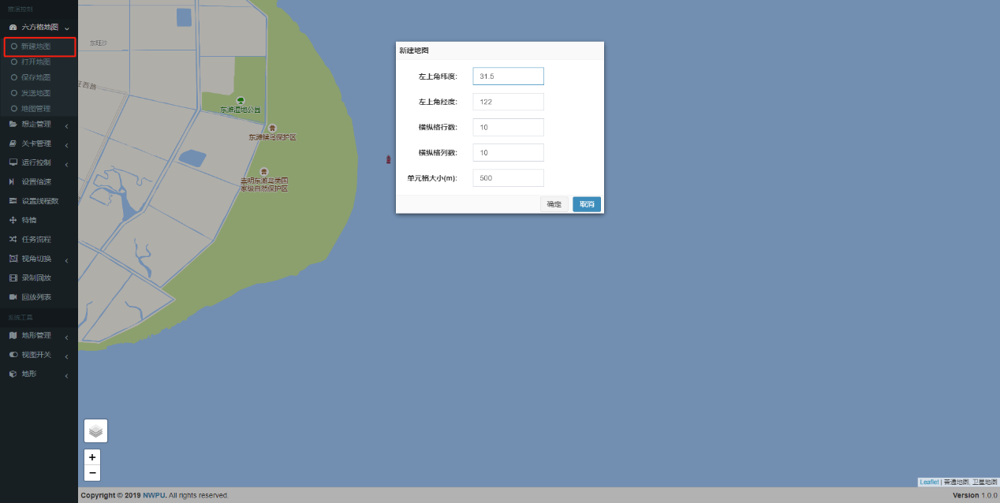 推演控制
六方格地图
新建地图
打开地图
保存地图
发送地图
地图管理
想定管理
关卡管理
运行控制
设置倍速
设置线程数
特情
任务流程
视角切换
录制回放
回放列表
系统工具
地形管理
视图开关
地形
东旺沙
东滩湿地公园
东滩候鸟保护区
崇明东滩鸟类国
家级自然保护区
新建地图
左上角纬度: 31.5
左上角经度: 122
横纵格行数: 10
横纵格列数: 10
单元格大小(m): 500
确定 取消
+
−
Leaflet | 普通地图, 卫星地图
Copyright © 2019 NWPU. All rights reserved.
Version 1.0.0